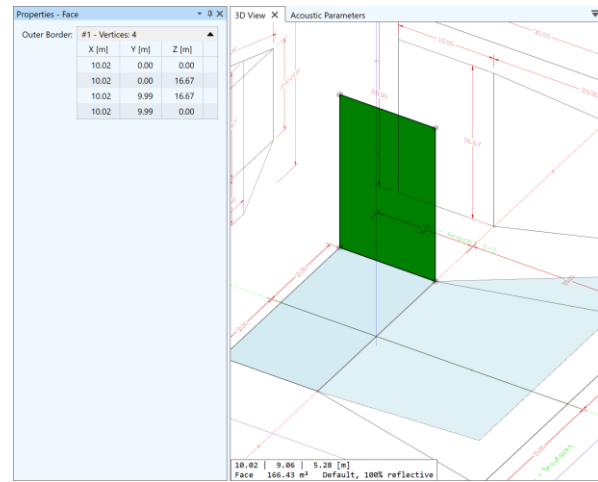 Properties - Face
Outer Border:
#1 - Vertices: 4
X [m] Y [m] Z [m]
10.02 0.00 0.00
10.02 0.00 16.67
10.02 9.99 16.67
10.02 9.99 0.00
3D View Acoustic Parameters
30.00
10.00
16.67
10.02 | 9.06 | 5.28 [m]
Face 166.43 m² Default, 100% reflective